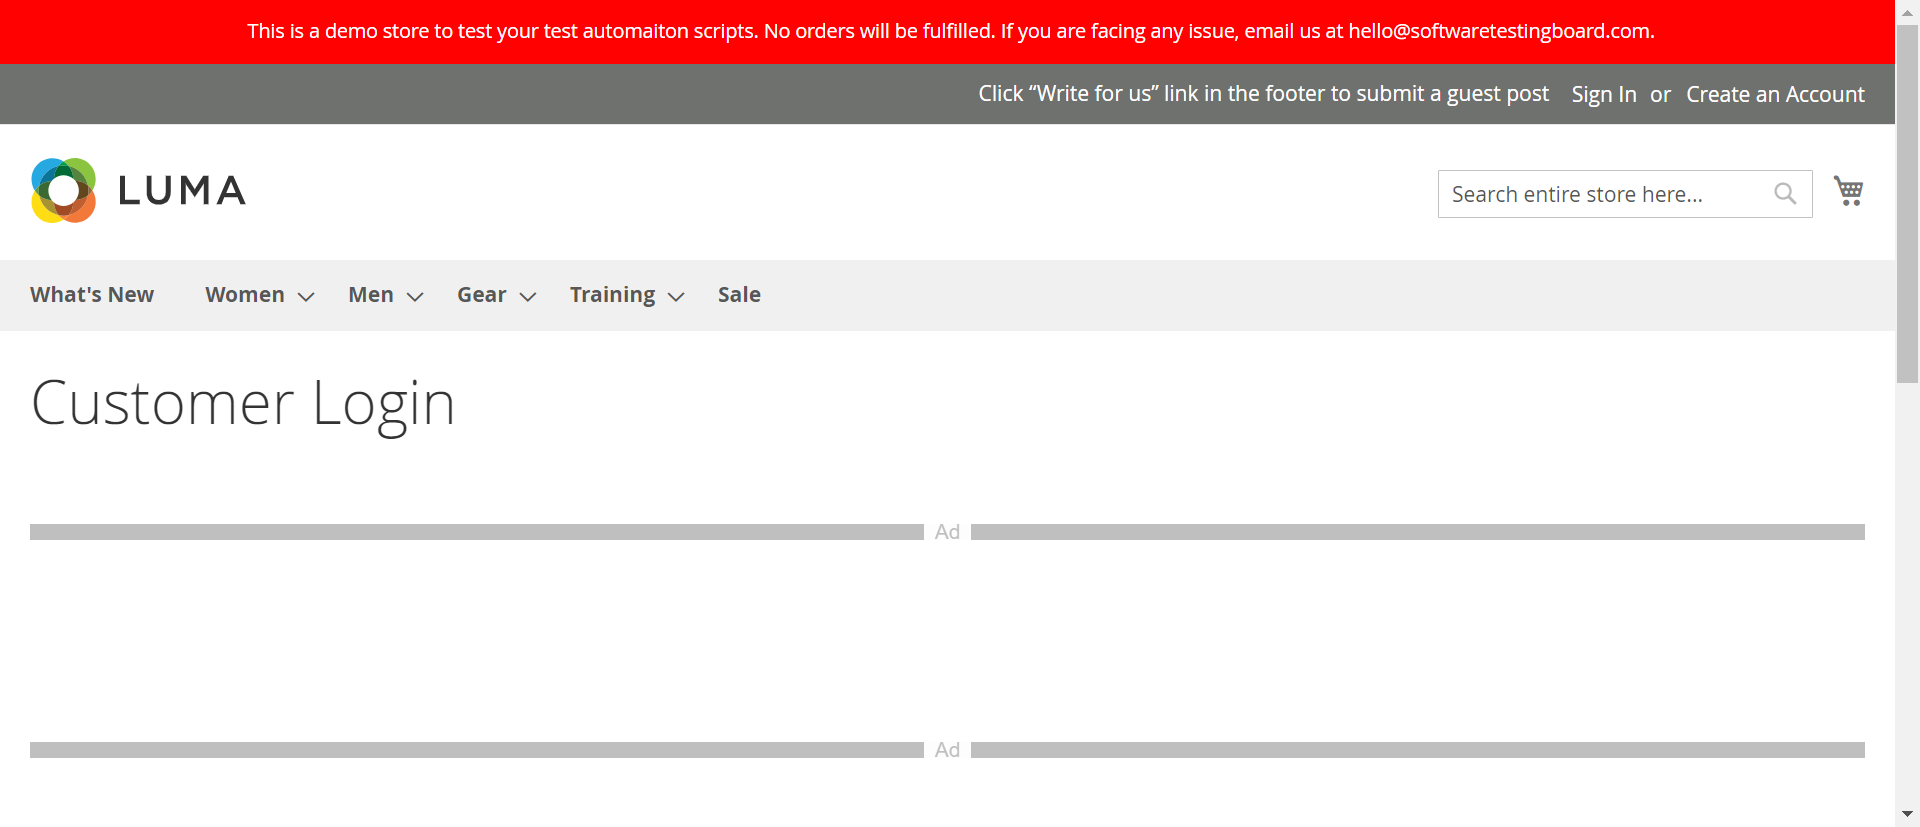 This is a demo store to test your test automaiton scripts. No orders will be fulfilled. If you are facing any issue, email us at hello@softwaretestingboard.com.
Click “Write for us” link in the footer to submit a guest post Sign In or Create an Account
LUMA
Search entire store here...
What's New Women Men Gear Training Sale
Customer Login
Ad
Ad